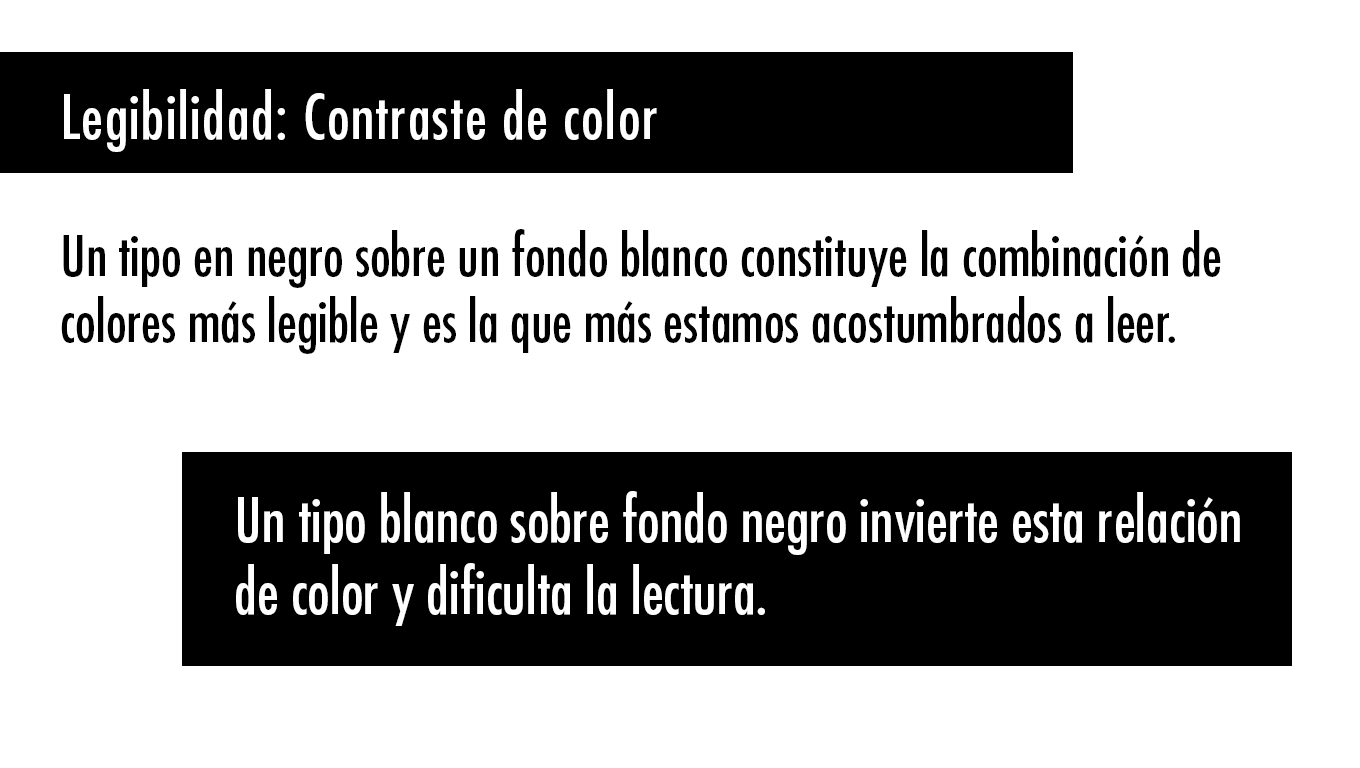 Legibilidad: Contraste de color
Un tipo en negro sobre un fondo blanco constituye la combinación de
colores más legible y es la que más estamos acostumbrados a leer.
Un tipo blanco sobre fondo negro invierte esta relación
de color y dificulta la lectura.